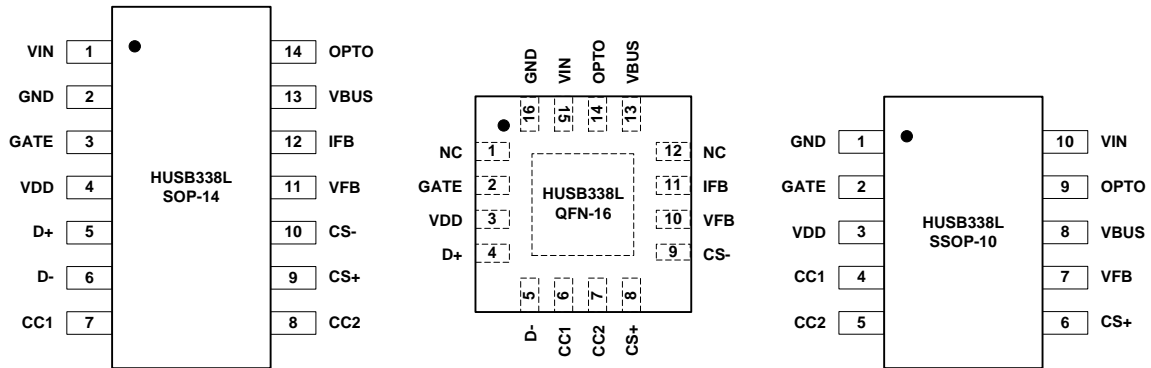 VIN 1 14 OPTO
GND 2 13 VBUS
GATE 3 12 IFB
VDD 4 11 VFB
D+ 5 10 CS-
D- 6 9 CS+
CC1 7 8 CC2
HUSB338L
SOP-14
GND VIN OPTO VBUS
16 15 14 13
NC 1 12 NC
GATE 2 11 IFB
VDD 3 10 VFB
D+ 4 9 CS-
HUSB338L
QFN-16
5 6 7 8
D- CC1 CC2 CS+
GND 1 10 VIN
GATE 2 9 OPTO
VDD 3 8 VBUS
CC1 4 7 VFB
CC2 5 6 CS+
HUSB338L
SSOP-10